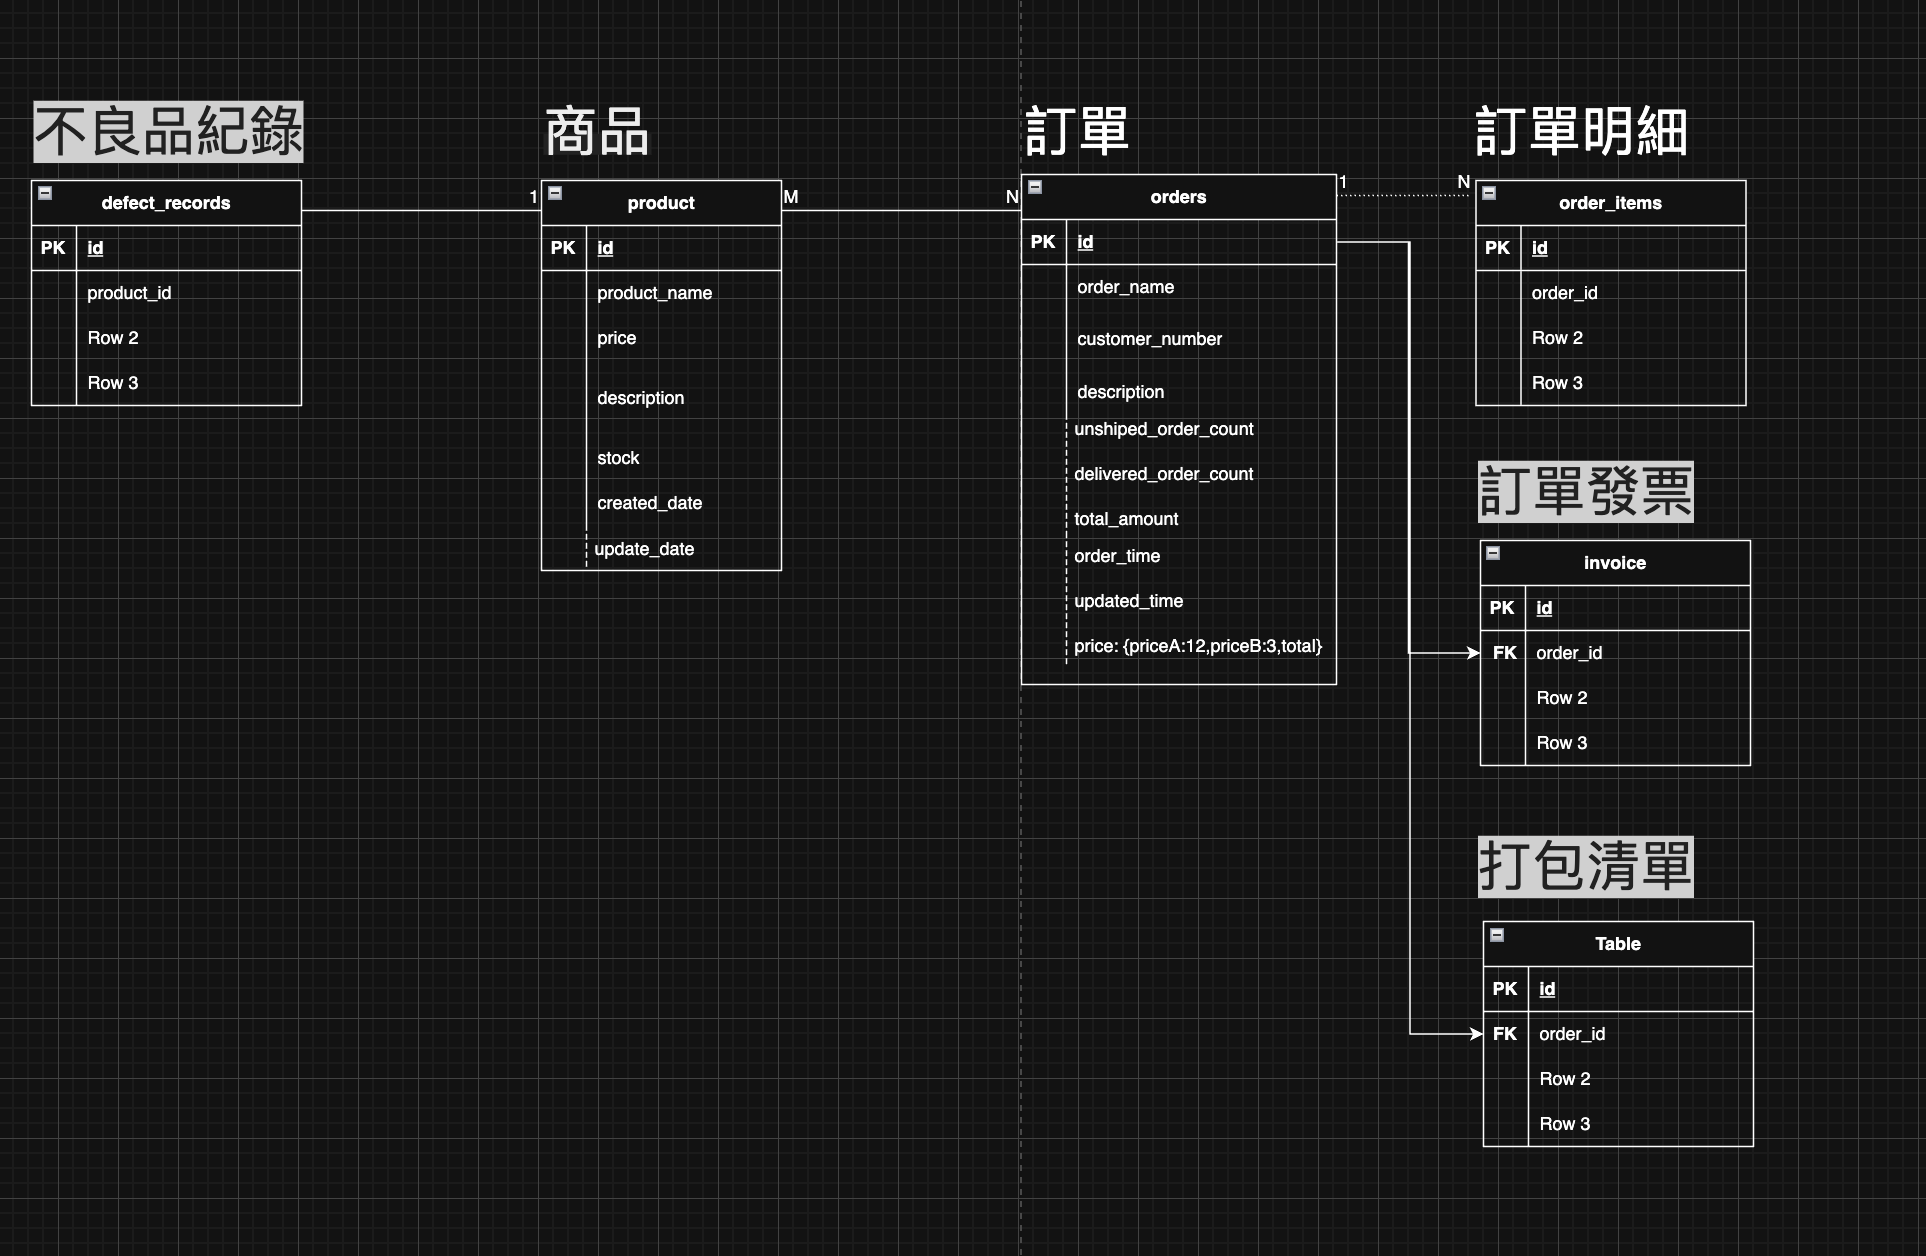 不良品紀錄
defect_records
PK id
product_id
Row 2
Row 3
1
商品
product
PK id
product_name
price
description
stock
created_date
update_date
M
N
訂單
orders
PK id
order_name
customer_number
description
unshiped_order_count
delivered_order_count
total_amount
order_time
updated_time
price: {priceA:12,priceB:3,total}
1
N
訂單明細
order_items
PK id
order_id
Row 2
Row 3
訂單發票
invoice
PK id
FK order_id
Row 2
Row 3
打包清單
Table
PK id
FK order_id
Row 2
Row 3